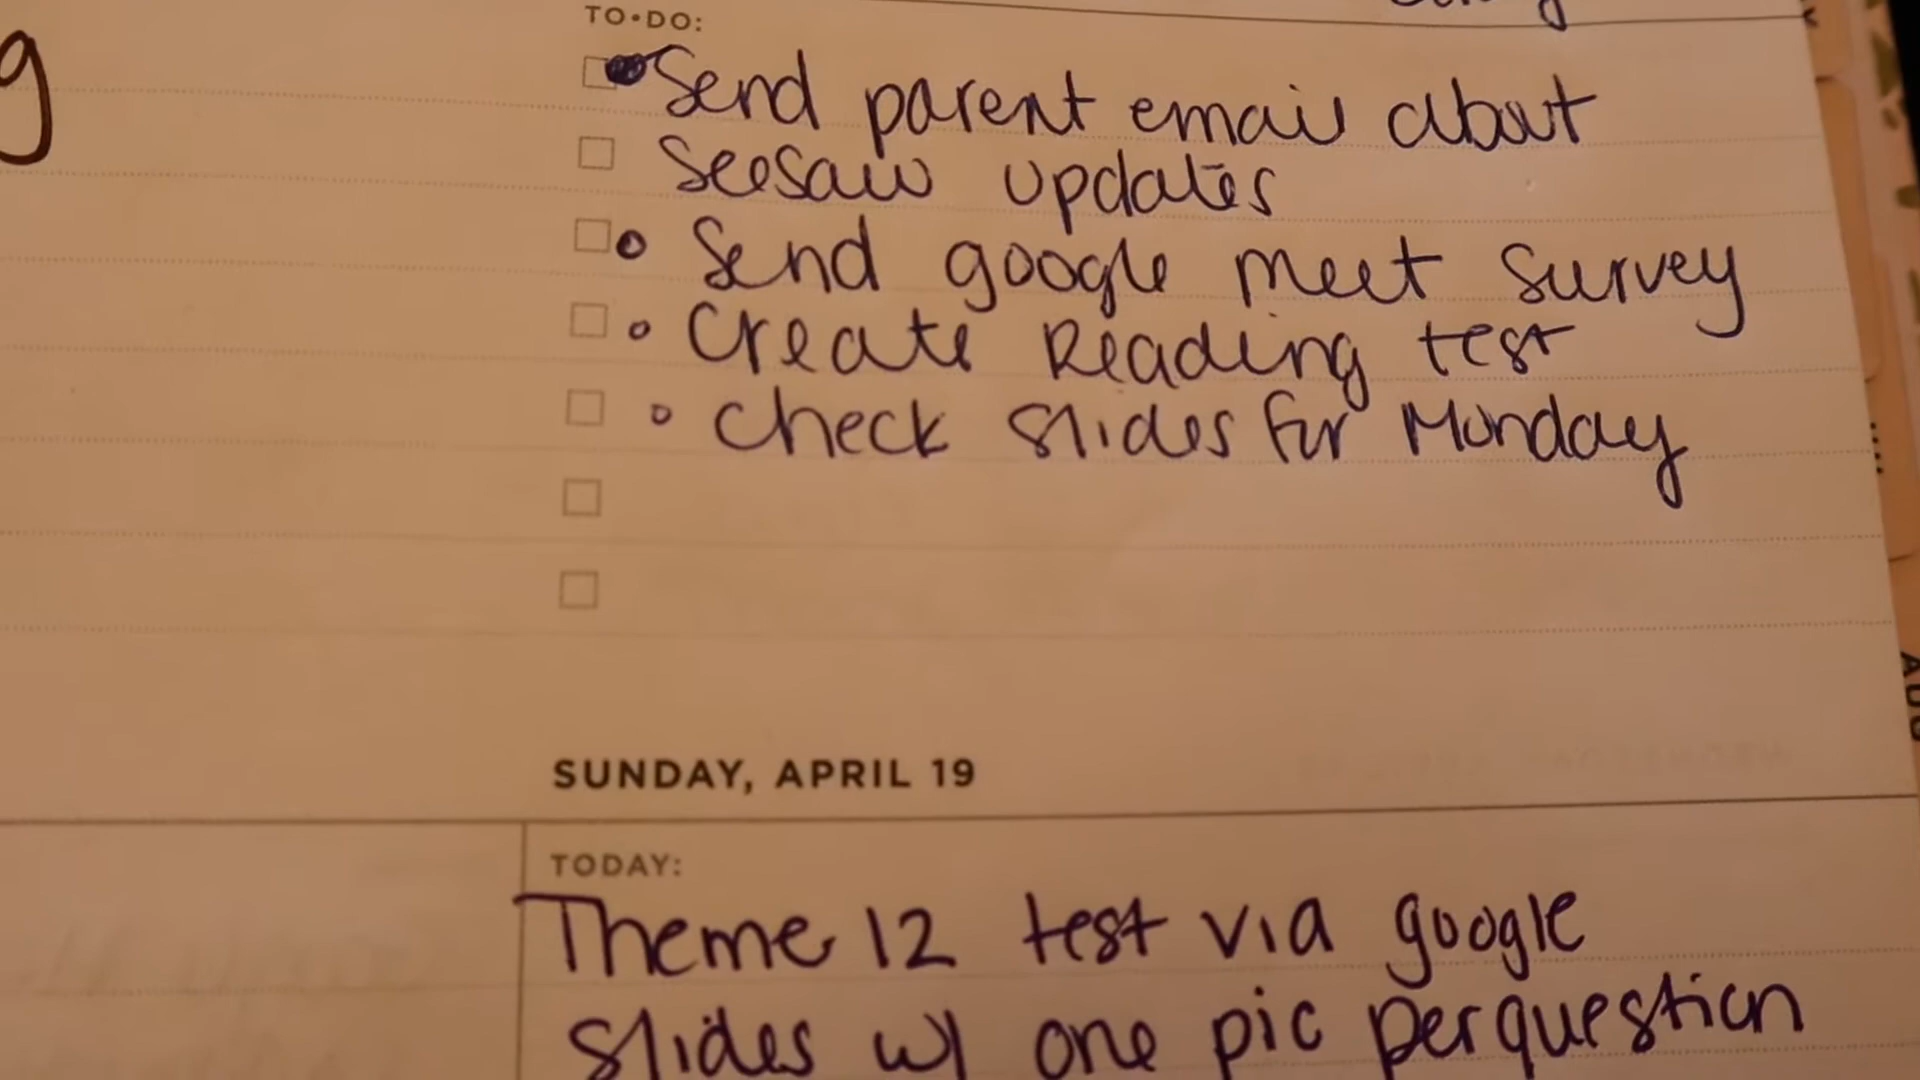 g
TO•DO:
Send parent email about
Seesaw updates
Send google meet survey
Create Reading test
Check slides for Monday
SUNDAY, APRIL 19
TODAY:
Theme 12 test via google
slides w/ one pic per question